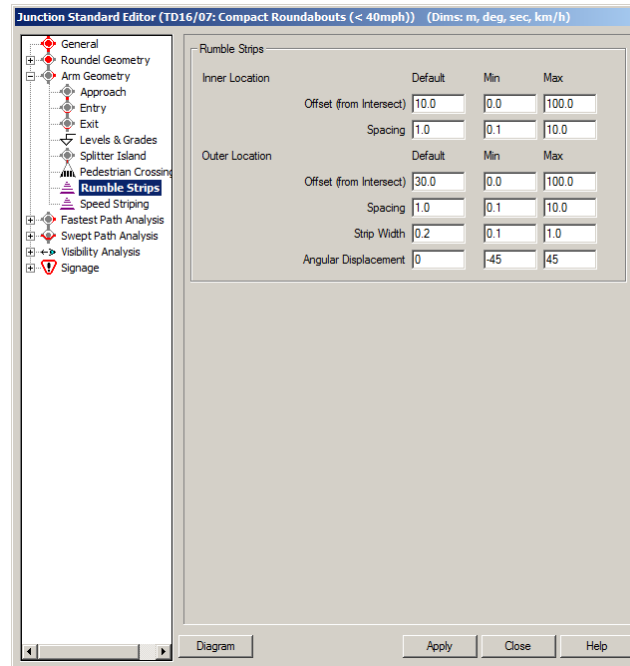 Junction Standard Editor (TD16/07: Compact Roundabouts (< 40mph)) (Dims: m, deg, sec, km/h)
General
Roundel Geometry
Arm Geometry
Approach
Entry
Exit
Levels & Grades
Splitter Island
Pedestrian Crossing
Rumble Strips
Speed Striping
Fastest Path Analysis
Swept Path Analysis
Visibility Analysis
Signage
Rumble Strips
Inner Location Default Min Max
Offset (from Intersect) 10.0 0.0 100.0
Spacing 1.0 0.1 10.0
Outer Location Default Min Max
Offset (from Intersect) 30.0 0.0 100.0
Spacing 1.0 0.1 10.0
Strip Width 0.2 0.1 1.0
Angular Displacement 0 -45 45
Diagram Apply Close Help